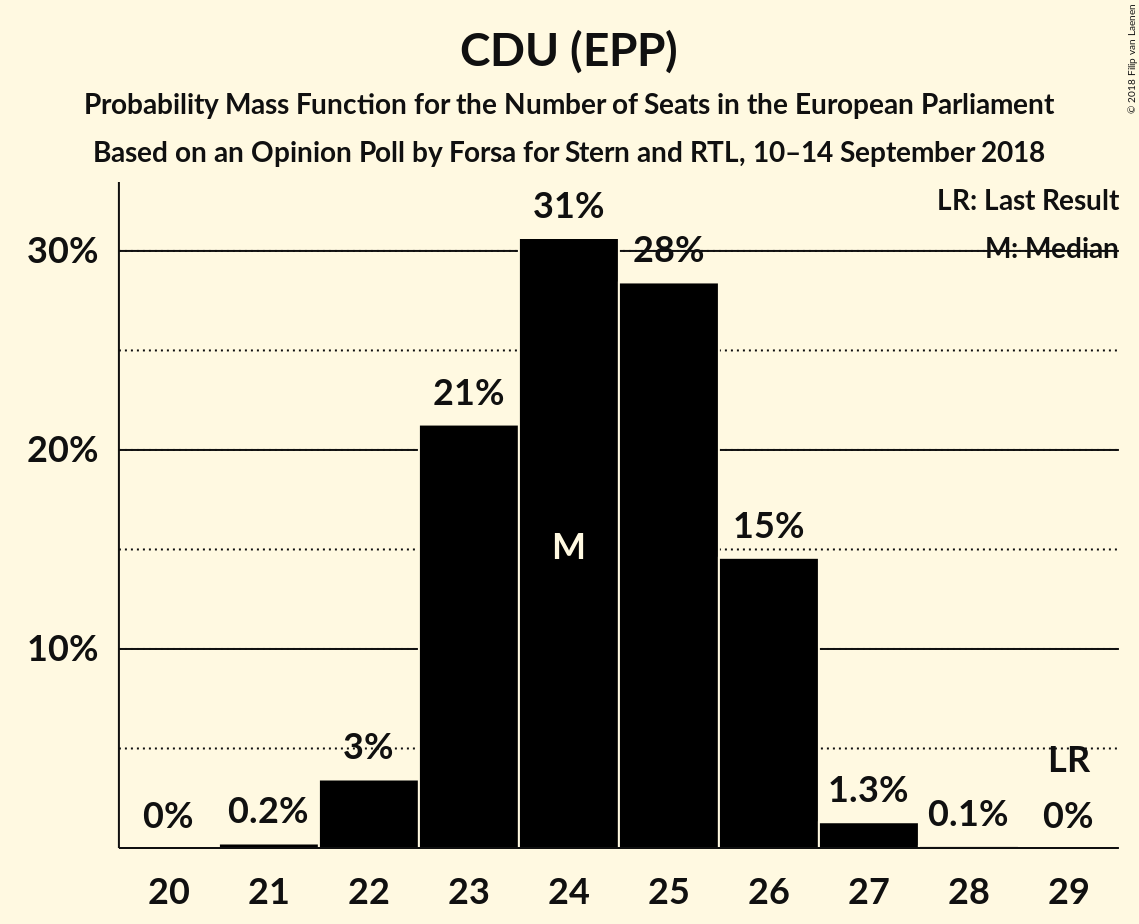 CDU (EPP)
Probability Mass Function for the Number of Seats in the European Parliament
Based on an Opinion Poll by Forsa for Stern and RTL, 10–14 September 2018
© 2018 Filip van Laenen
LR: Last Result
M: Median
30%
20%
10%
0%
0.2%
3%
21%
31%
M
28%
15%
1.3%
0.1%
LR
0%
20 21 22 23 24 25 26 27 28 29